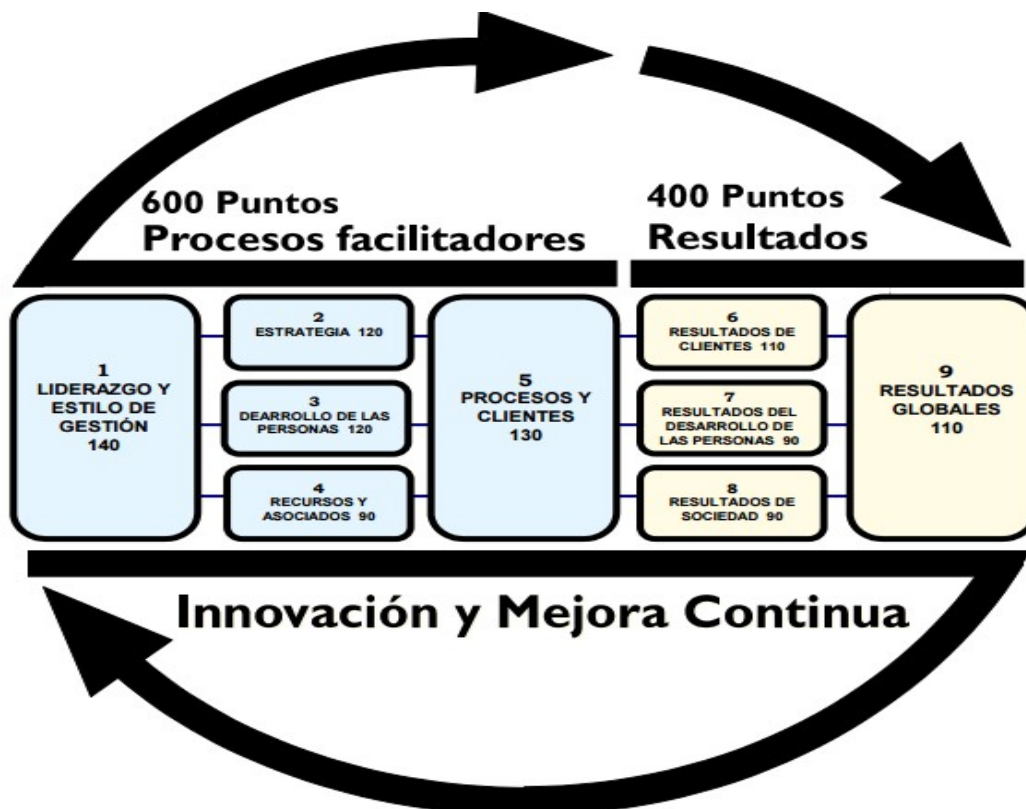 600 Puntos
Procesos facilitadores
400 Puntos
Resultados
1
LIDERAZGO Y
ESTILO DE
GESTIÓN
140
2
ESTRATEGIA 120
3
DEARROLLO DE LAS
PERSONAS 120
4
RECURSOS Y
ASOCIADOS 90
5
PROCESOS Y
CLIENTES
130
6
RESULTADOS DE
CLIENTES 110
7
RESULTADOS DEL
DESARROLLO DE
LAS PERSONAS 90
8
RESULTADOS DE
SOCIEDAD 90
9
RESULTADOS
GLOBALES
110
Innovación y Mejora Continua